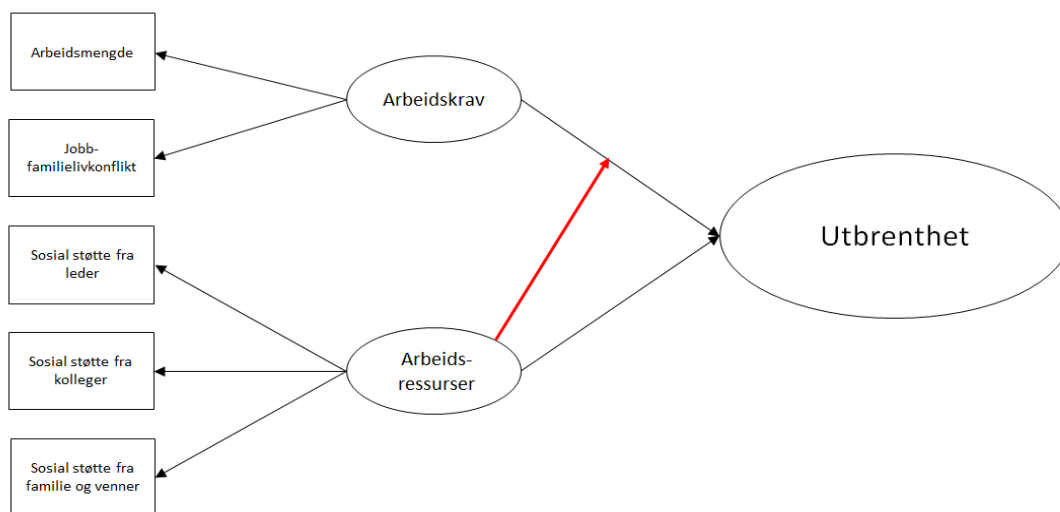 Arbeidsmengde
Jobb-
familielivkonflikt
Sosial støtte fra
leder
Sosial støtte fra
kolleger
Sosial støtte fra
familie og venner
Arbeidskrav
Arbeids-
ressurser
Utbrenthet